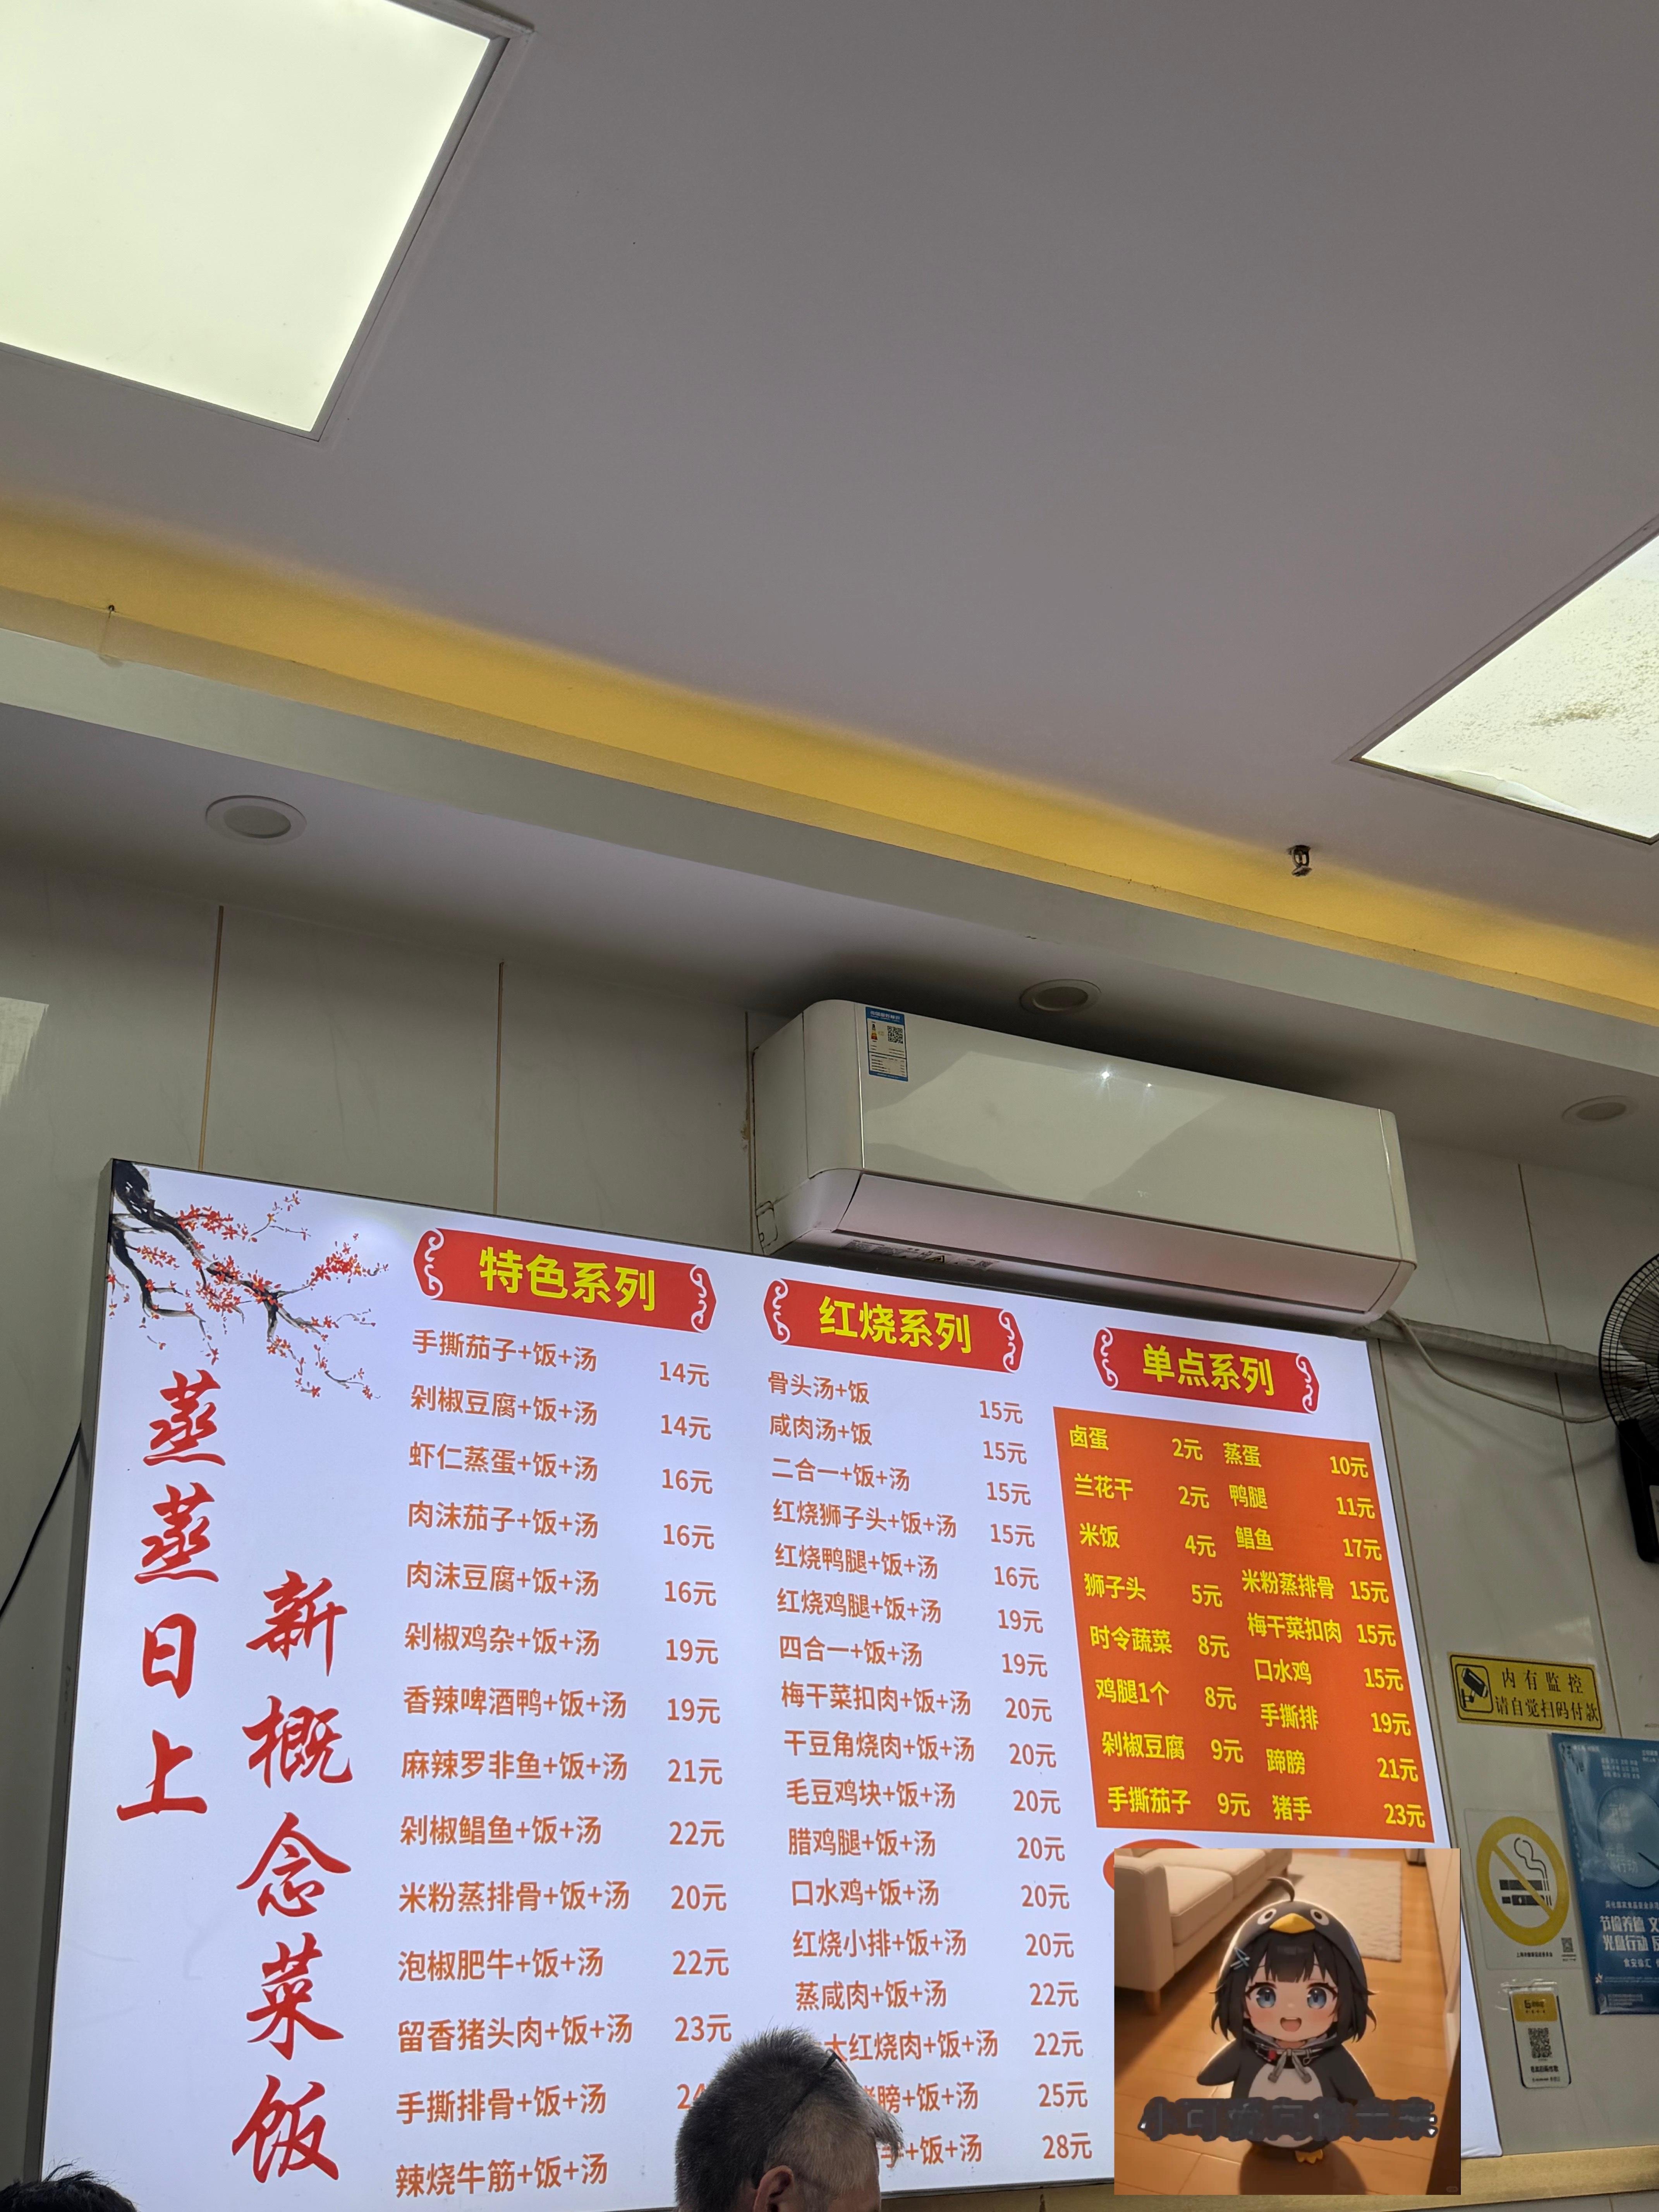 蒸蒸日上
新概念菜饭
特色系列
手撕茄子+饭+汤 14元
剁椒豆腐+饭+汤 14元
虾仁蒸蛋+饭+汤 16元
肉沫茄子+饭+汤 16元
肉沫豆腐+饭+汤 16元
剁椒鸡杂+饭+汤 19元
香辣啤酒鸭+饭+汤 19元
麻辣罗非鱼+饭+汤 21元
剁椒鲳鱼+饭+汤 22元
米粉蒸排骨+饭+汤 20元
泡椒肥牛+饭+汤 22元
留香猪头肉+饭+汤 23元
手撕排骨+饭+汤
辣烧牛筋+饭+汤
红烧系列
骨头汤+饭 15元
咸肉汤+饭 15元
二合一+饭+汤 15元
红烧狮子头+饭+汤 15元
红烧鸭腿+饭+汤 16元
红烧鸡腿+饭+汤 19元
四合一+饭+汤 19元
梅干菜扣肉+饭+汤 20元
干豆角烧肉+饭+汤 20元
毛豆鸡块+饭+汤 20元
腊鸡腿+饭+汤 20元
口水鸡+饭+汤 20元
红烧小排+饭+汤 20元
蒸咸肉+饭+汤 22元
大红烧肉+饭+汤 22元
膀+饭+汤 25元
+饭+汤 28元
单点系列
卤蛋 2元 蒸蛋 10元
兰花干 2元 鸭腿 11元
米饭 4元 鲳鱼 17元
狮子头 5元 米粉蒸排骨 15元
时令蔬菜 8元 梅干菜扣肉 15元
鸡腿1个 8元 口水鸡 15元
剁椒豆腐 9元 手撕排 19元
手撕茄子 9元 蹄膀 21元
猪手 23元
内有监控
请自觉扫码付款
节俭养德 文
光盘行动